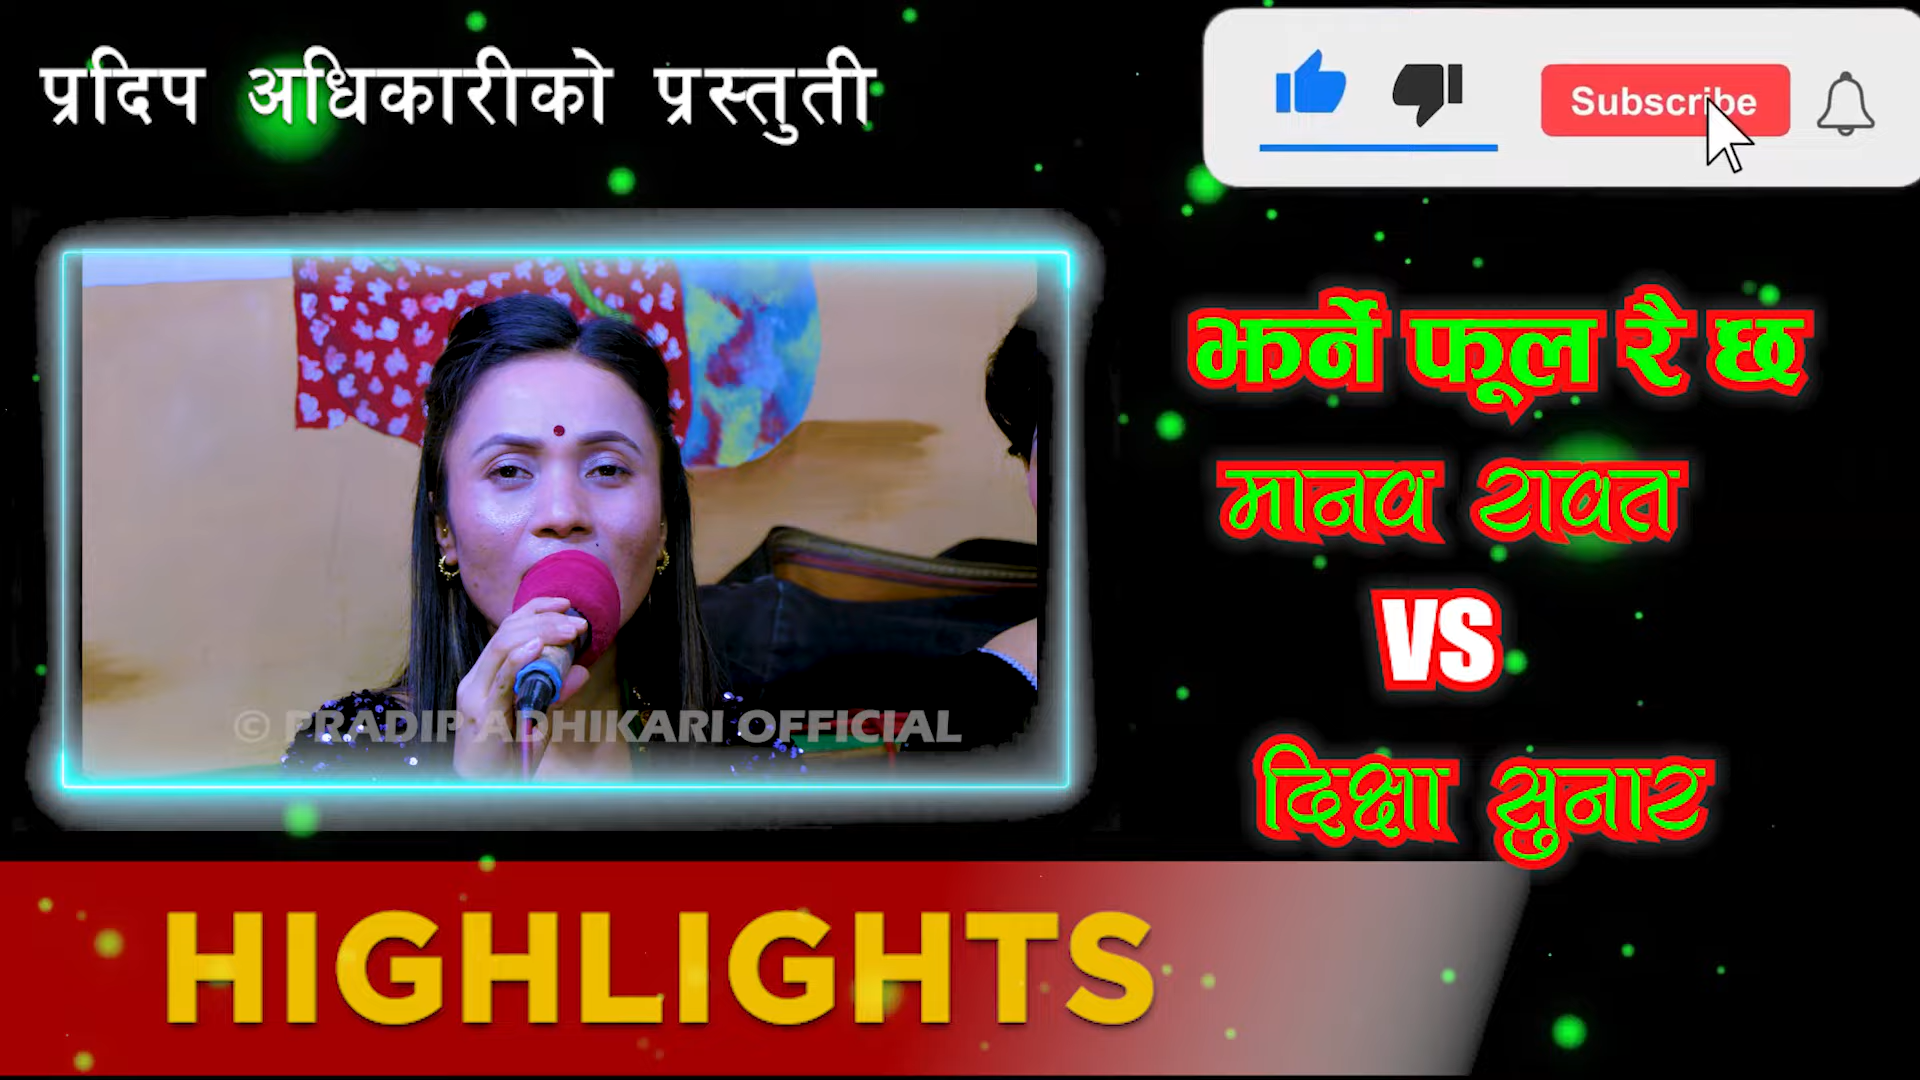 प्रदिप अधिकारीको प्रस्तुती
Subscribe
झर्ने फूल रै छ
मानव रावत
VS
दिक्षा सुनार
© PRADIP ADHIKARI OFFICIAL
HIGHLIGHTS